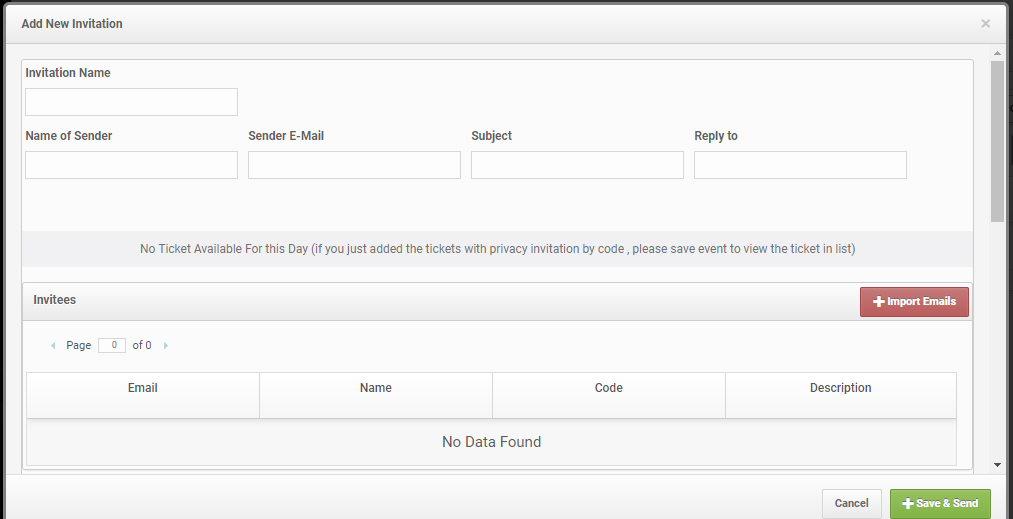 Add New Invitation ×
Invitation Name
Name of Sender Sender E-Mail Subject Reply to
No Ticket Available For this Day (if you just added the tickets with privacy invitation by code , please save event to view the ticket in list)
Invitees Import Emails
Page 0 of 0
Email Name Code Description
No Data Found
Cancel Save & Send